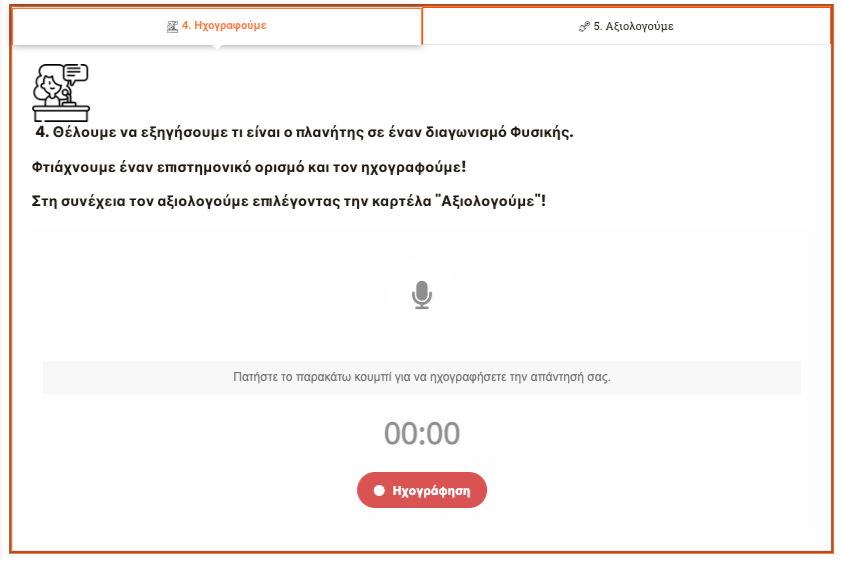 4. Ηχογραφούμε
5. Αξιολογούμε
4. Θέλουμε να εξηγήσουμε τι είναι ο πλανήτης σε έναν διαγωνισμό Φυσικής.
Φτιάχνουμε έναν επιστημονικό ορισμό και τον ηχογραφούμε!
Στη συνέχεια τον αξιολογούμε επιλέγοντας την καρτέλα "Αξιολογούμε"!
Πατήστε το παρακάτω κουμπί για να ηχογραφήσετε την απάντησή σας.
00:00
Ηχογράφηση